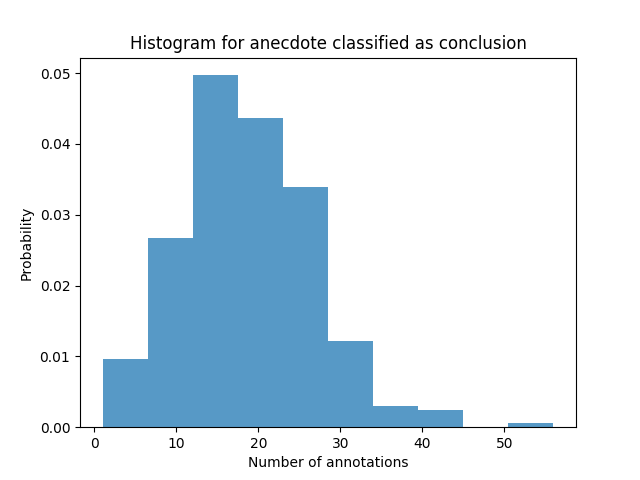 Histogram for anecdote classified as conclusion
0.05
0.04
0.03
0.02
0.01
0.00
Probability
0 10 20 30 40 50
Number of annotations